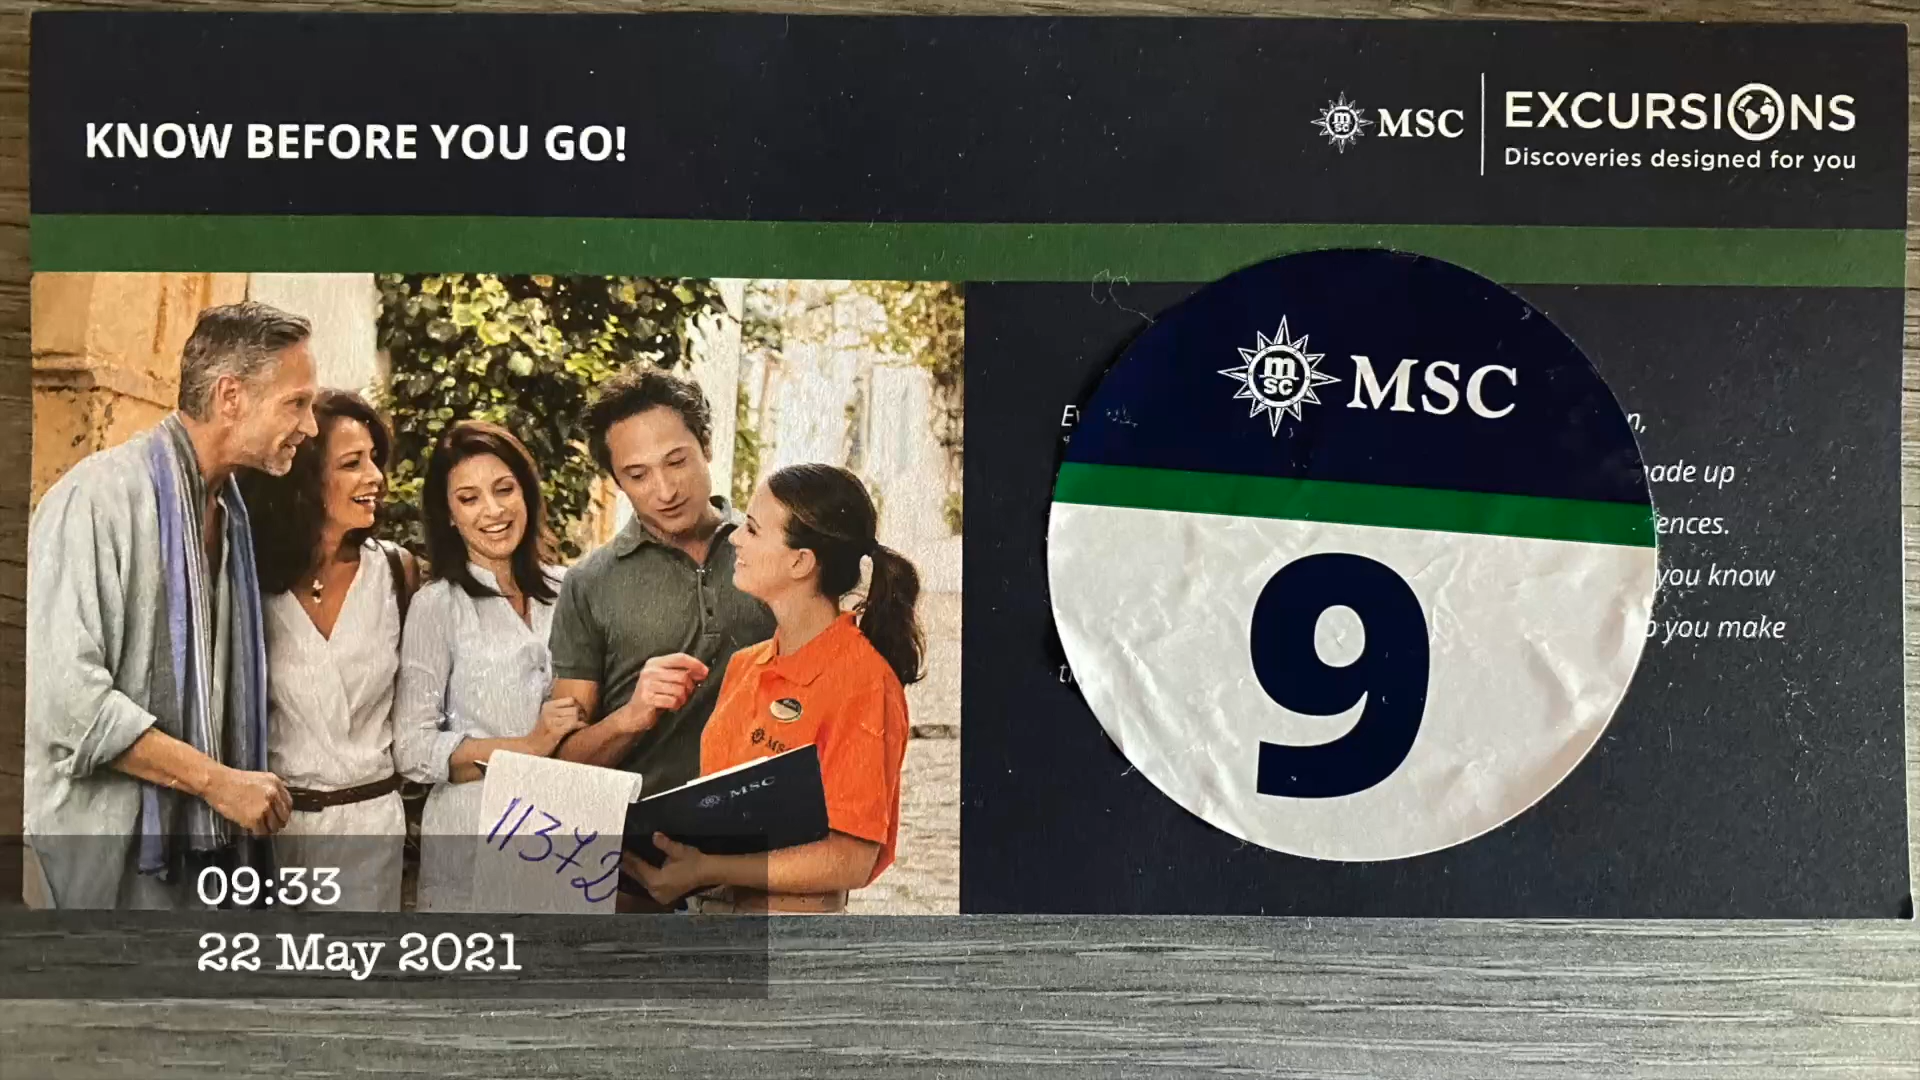 KNOW BEFORE YOU GO!
MSC
EXCURSIONS
Discoveries designed for you
MSC
9
made up
you know
you make
MSC
MSC
11372
09:33
22 May 2021